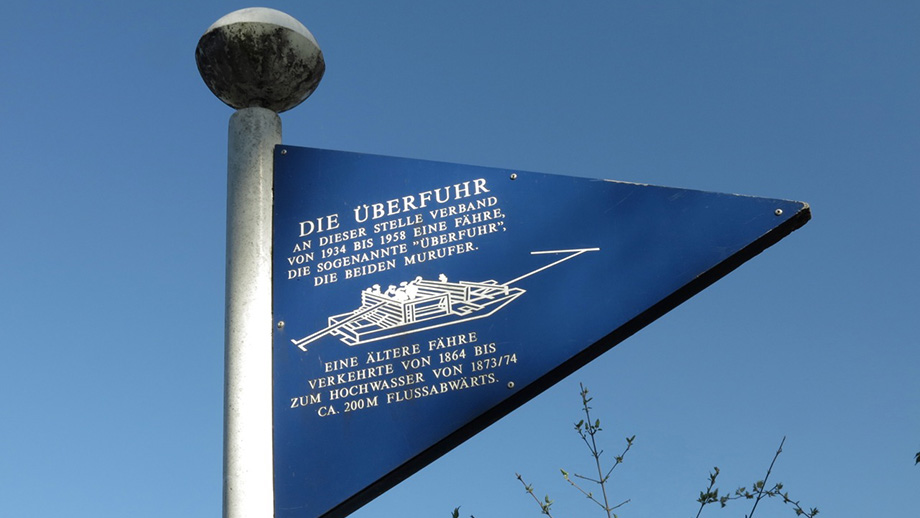 DIE ÜBERFUHR
AN DIESER STELLE VERBAND
VON 1934 BIS 1958 EINE FÄHRE,
DIE SOGENANNTE "ÜBERFUHR",
DIE BEIDEN MURUFER.
EINE ÄLTERE FÄHRE
VERKEHRTE VON 1864 BIS
ZUM HOCHWASSER VON 1873/74
CA. 200 M FLUSSABWÄRTS.